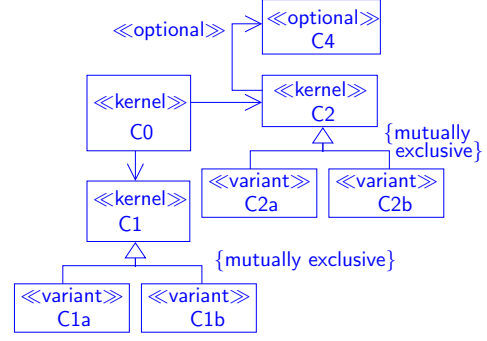 ≪optional≫
C4
≪optional≫
≪kernel≫
C0
≪kernel≫
C2
{mutually
exclusive}
≪variant≫
C2a
≪variant≫
C2b
≪kernel≫
C1
{mutually exclusive}
≪variant≫
C1a
≪variant≫
C1b